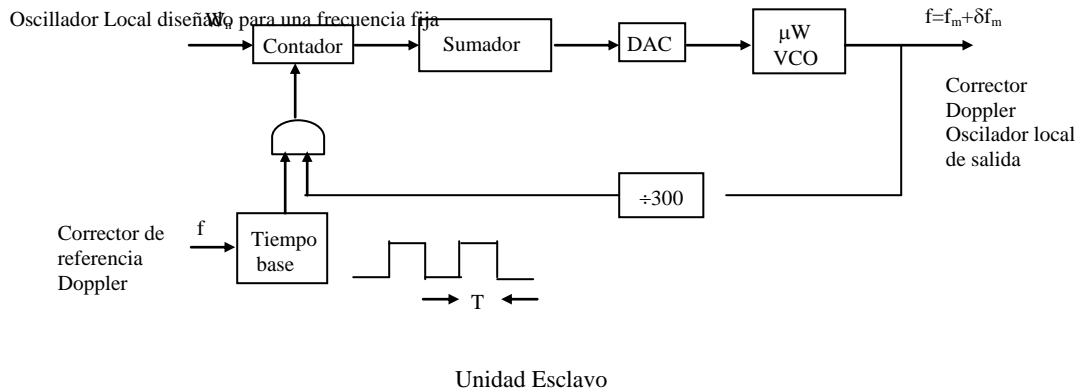 Oscillador Local diseñado para una frecuencia fija
Wn
Contador
Sumador
DAC
μW
VCO
f=fm+δfm
Corrector
Doppler
Oscilador local
de salida
÷300
Corrector de
referencia
Doppler
f
Tiempo
base
T
Unidad Esclavo